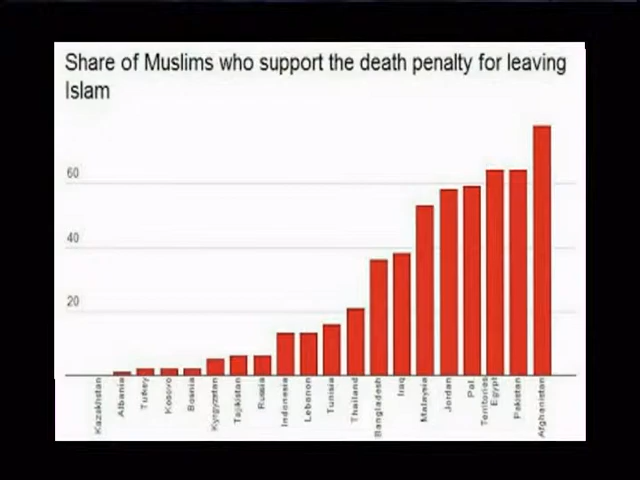 Share of Muslims who support the death penalty for leaving
Islam
60
40
20
Kazakhstan
Albania
Turkey
Kosovo
Bosnia
Kyrgyzstan
Tajikistan
Russia
Indonesia
Lebanon
Tunisia
Thailand
Bangladesh
Iraq
Malaysia
Jordan
Pal.
Territories
Egypt
Pakistan
Afghanistan